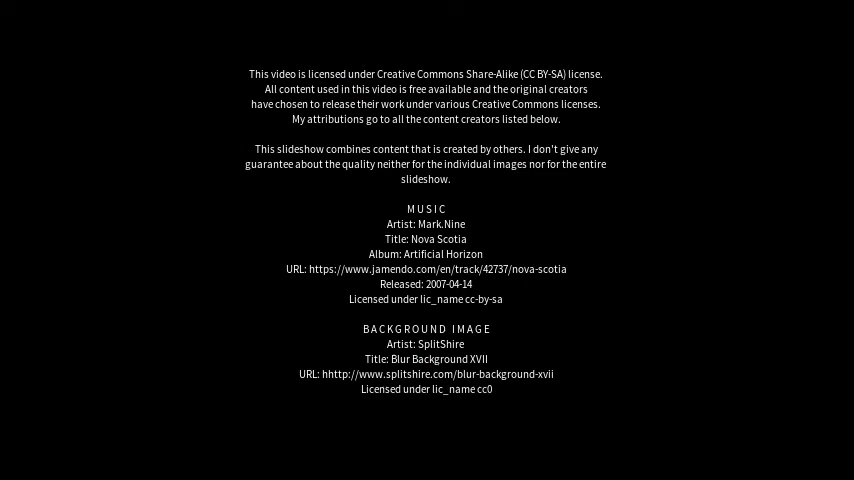 This video is licensed under Creative Commons Share-Alike (CC BY-SA) license.
All content used in this video is free available and the original creators
have chosen to release their work under various Creative Commons licenses.
My attributions go to all the content creators listed below.
This slideshow combines content that is created by others. I don't give any
guarantee about the quality neither for the individual images nor for the entire
slideshow.
MUSIC
Artist: Mark.Nine
Title: Nova Scotia
Album: Artificial Horizon
URL: https://www.jamendo.com/en/track/42737/nova-scotia
Released: 2007-04-14
Licensed under lic_name cc-by-sa
BACKGROUND IMAGE
Artist: SplitShire
Title: Blur Background XVII
URL: hhttp://www.splitshire.com/blur-background-xvii
Licensed under lic_name cc0